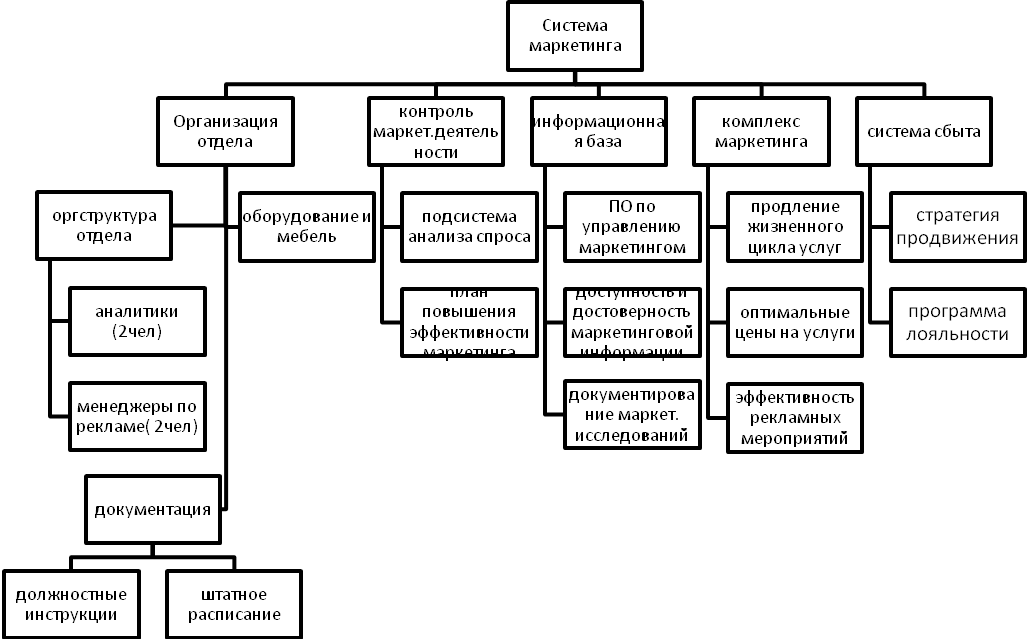 Система
маркетинга
Организация
отдела
контроль
маркет.деятель
ности
информационна
я база
комплекс
маркетинга
система сбыта
оргструктура
отдела
оборудование и
мебель
подсистема
анализа спроса
ПО по
управлению
маркетингом
продление
жизненного
цикла услуг
стратегия
продвижения
аналитики
(2чел)
план
повышения
эффективности
маркетинга
доступность и
достоверность
маркетинговой
информации
оптимальные
цены на услуги
программа
лояльности
менеджеры по
рекламе( 2чел)
документирова
ние маркет.
исследований
эффективность
рекламных
мероприятий
документация
должностные
инструкции
штатное
расписание